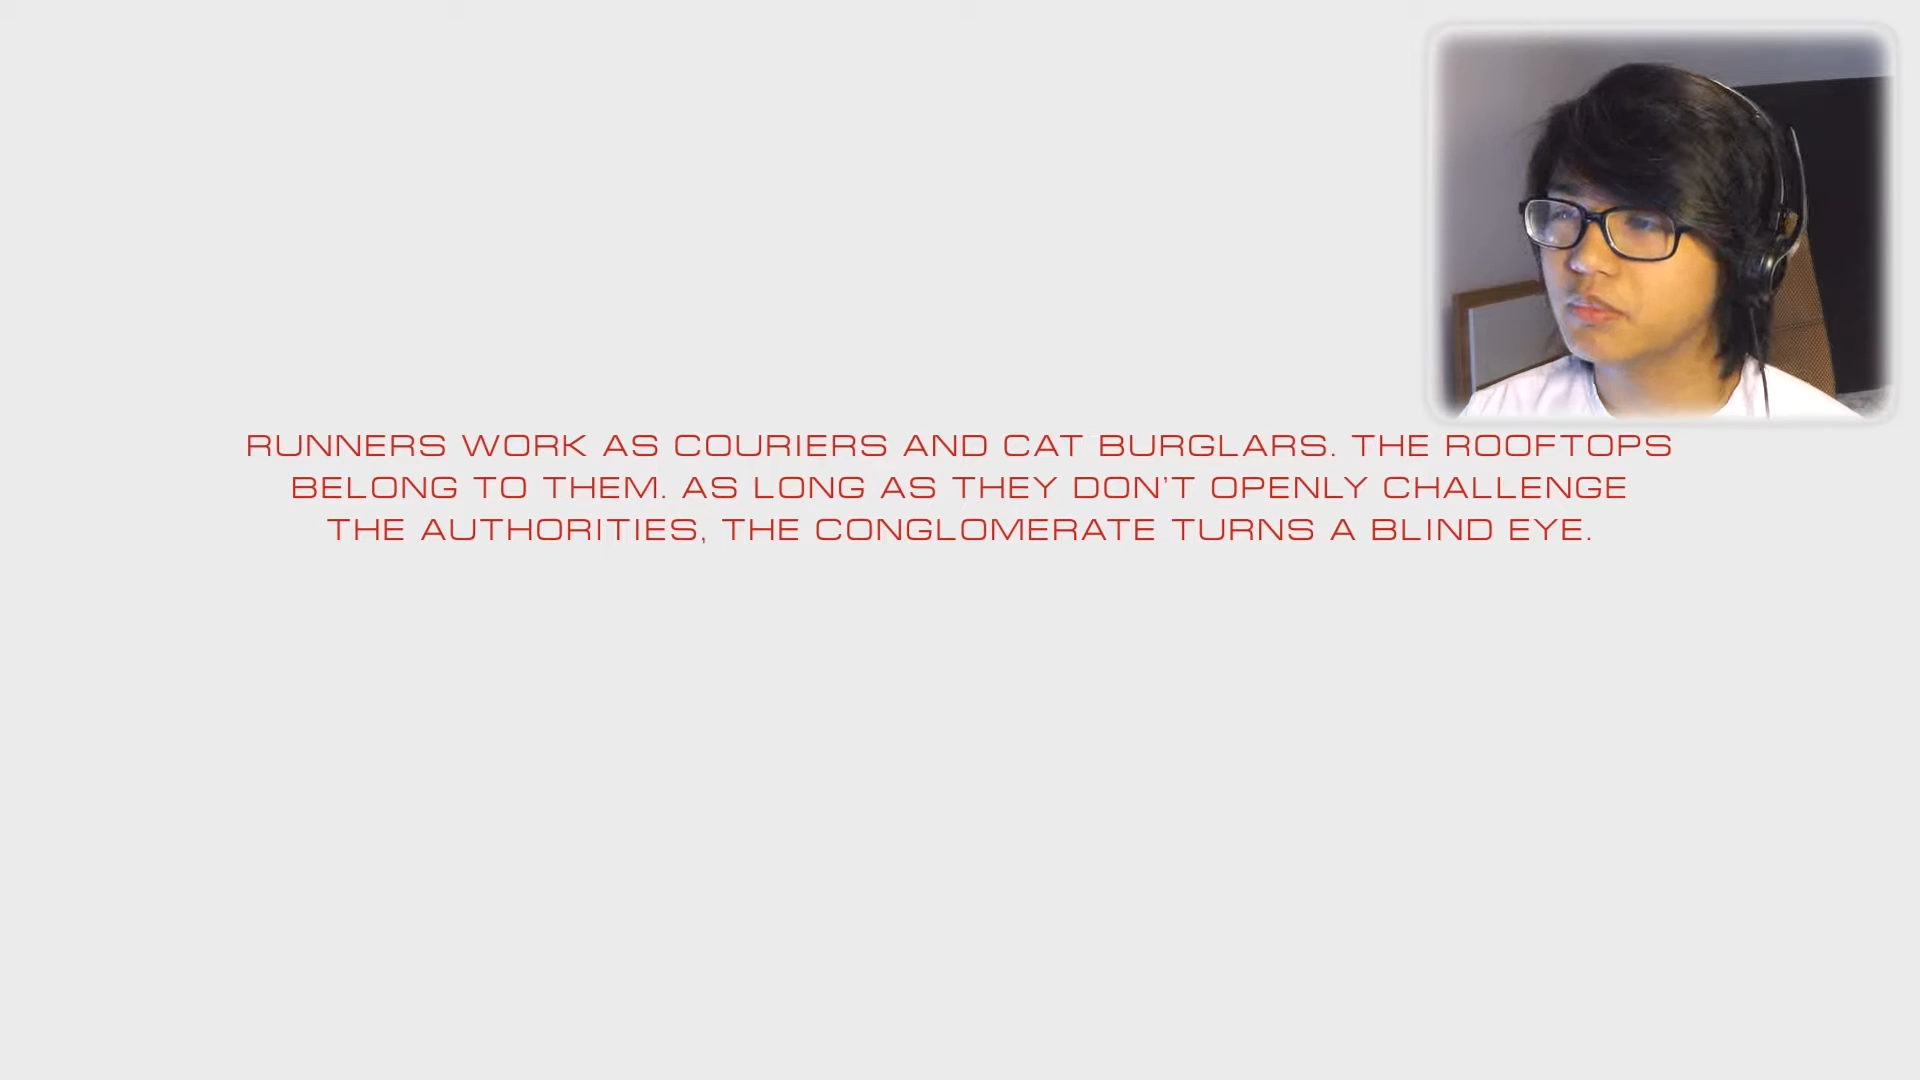 RUNNERS WORK AS COURIERS AND CAT BURGLARS. THE ROOFTOPS
BELONG TO THEM. AS LONG AS THEY DON'T OPENLY CHALLENGE
THE AUTHORITIES, THE CONGLOMERATE TURNS A BLIND EYE.